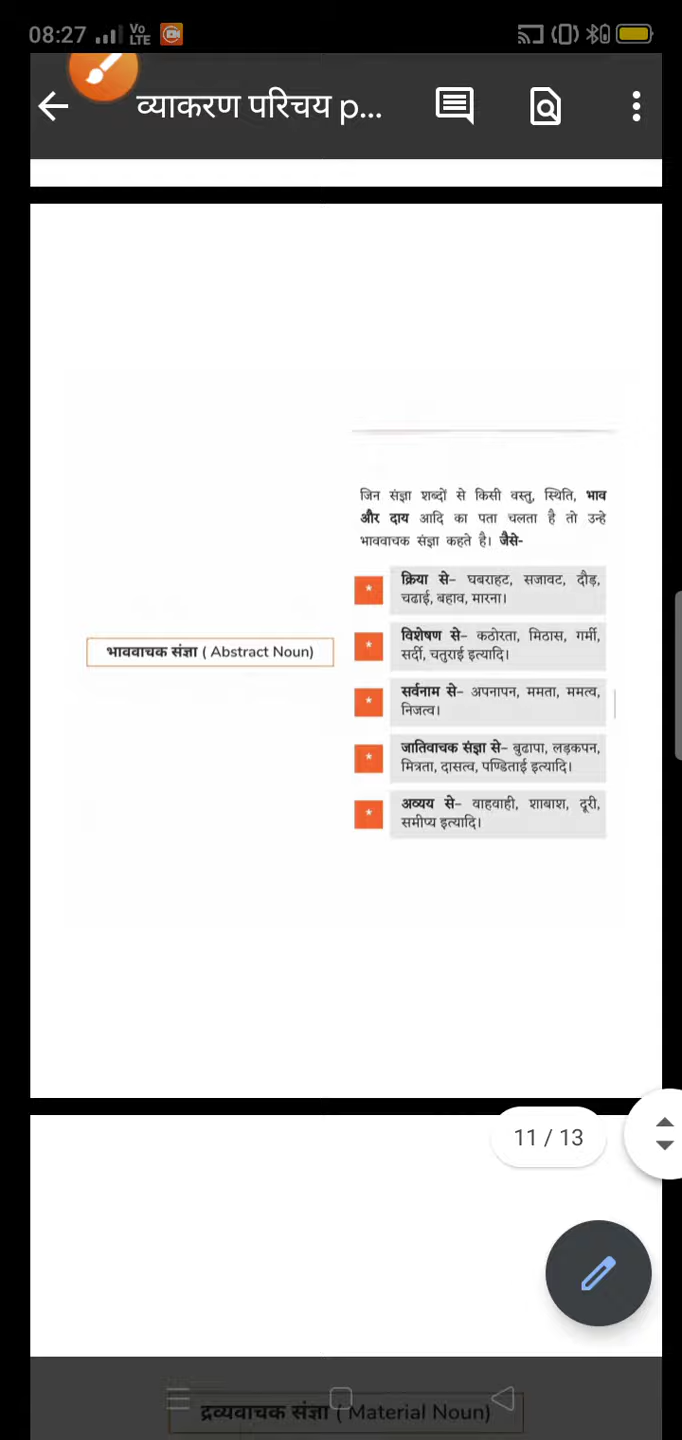 08:27 Vo LTE
व्याकरण परिचय p...
जिन संज्ञा शब्दों से किसी वस्तु, स्थिति, भाव
और दाय आदि का पता चलता है तो उन्हे
भाववाचक संज्ञा कहते है। जैसे-
* क्रिया से– घबराहट, सजावट, दौड़,
चढाई, बहाव, मारना।
भाववाचक संज्ञा ( Abstract Noun)
* विशेषण से– कठोरता, मिठास, गर्मी,
सर्दी, चतुराई इत्यादि।
* सर्वनाम से– अपनापन, ममता, ममत्व,
निजत्व।
* जातिवाचक संज्ञा से– बुढापा, लड़कपन,
मित्रता, दासत्व, पण्डिताई इत्यादि।
* अव्यय से– वाहवाही, शाबाश, दूरी,
समीप्य इत्यादि।
11 / 13
द्रव्यवाचक संज्ञा ( Material Noun)